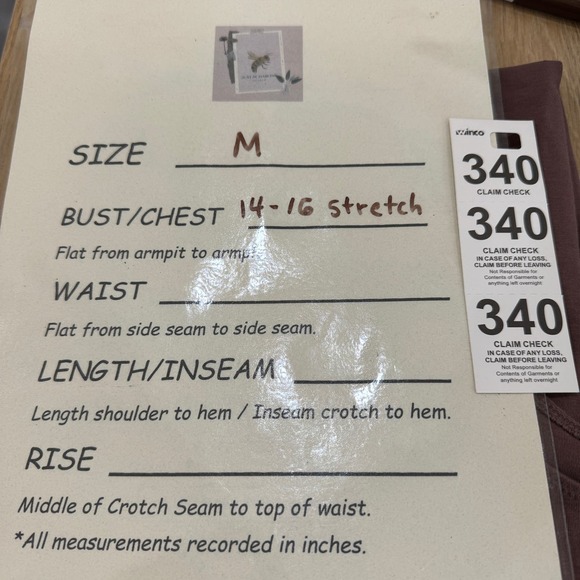 SIZE M
BUST/CHEST 14-16 stretch
Flat from armpit to armpit
WAIST
Flat from side seam to side seam.
LENGTH/INSEAM
Length shoulder to hem / Inseam crotch to hem.
RISE
Middle of Crotch Seam to top of waist.
*All measurements recorded in inches.
winco
340
CLAIM CHECK
340
CLAIM CHECK
IN CASE OF ANY LOSS,
CLAIM BEFORE LEAVING
Not Responsible for
Contents of Garments or
anything left overnight
340
CLAIM CHECK
IN CASE OF ANY LOSS,
CLAIM BEFORE LEAVING
Not Responsible for
Contents of Garments or
anything left overnight